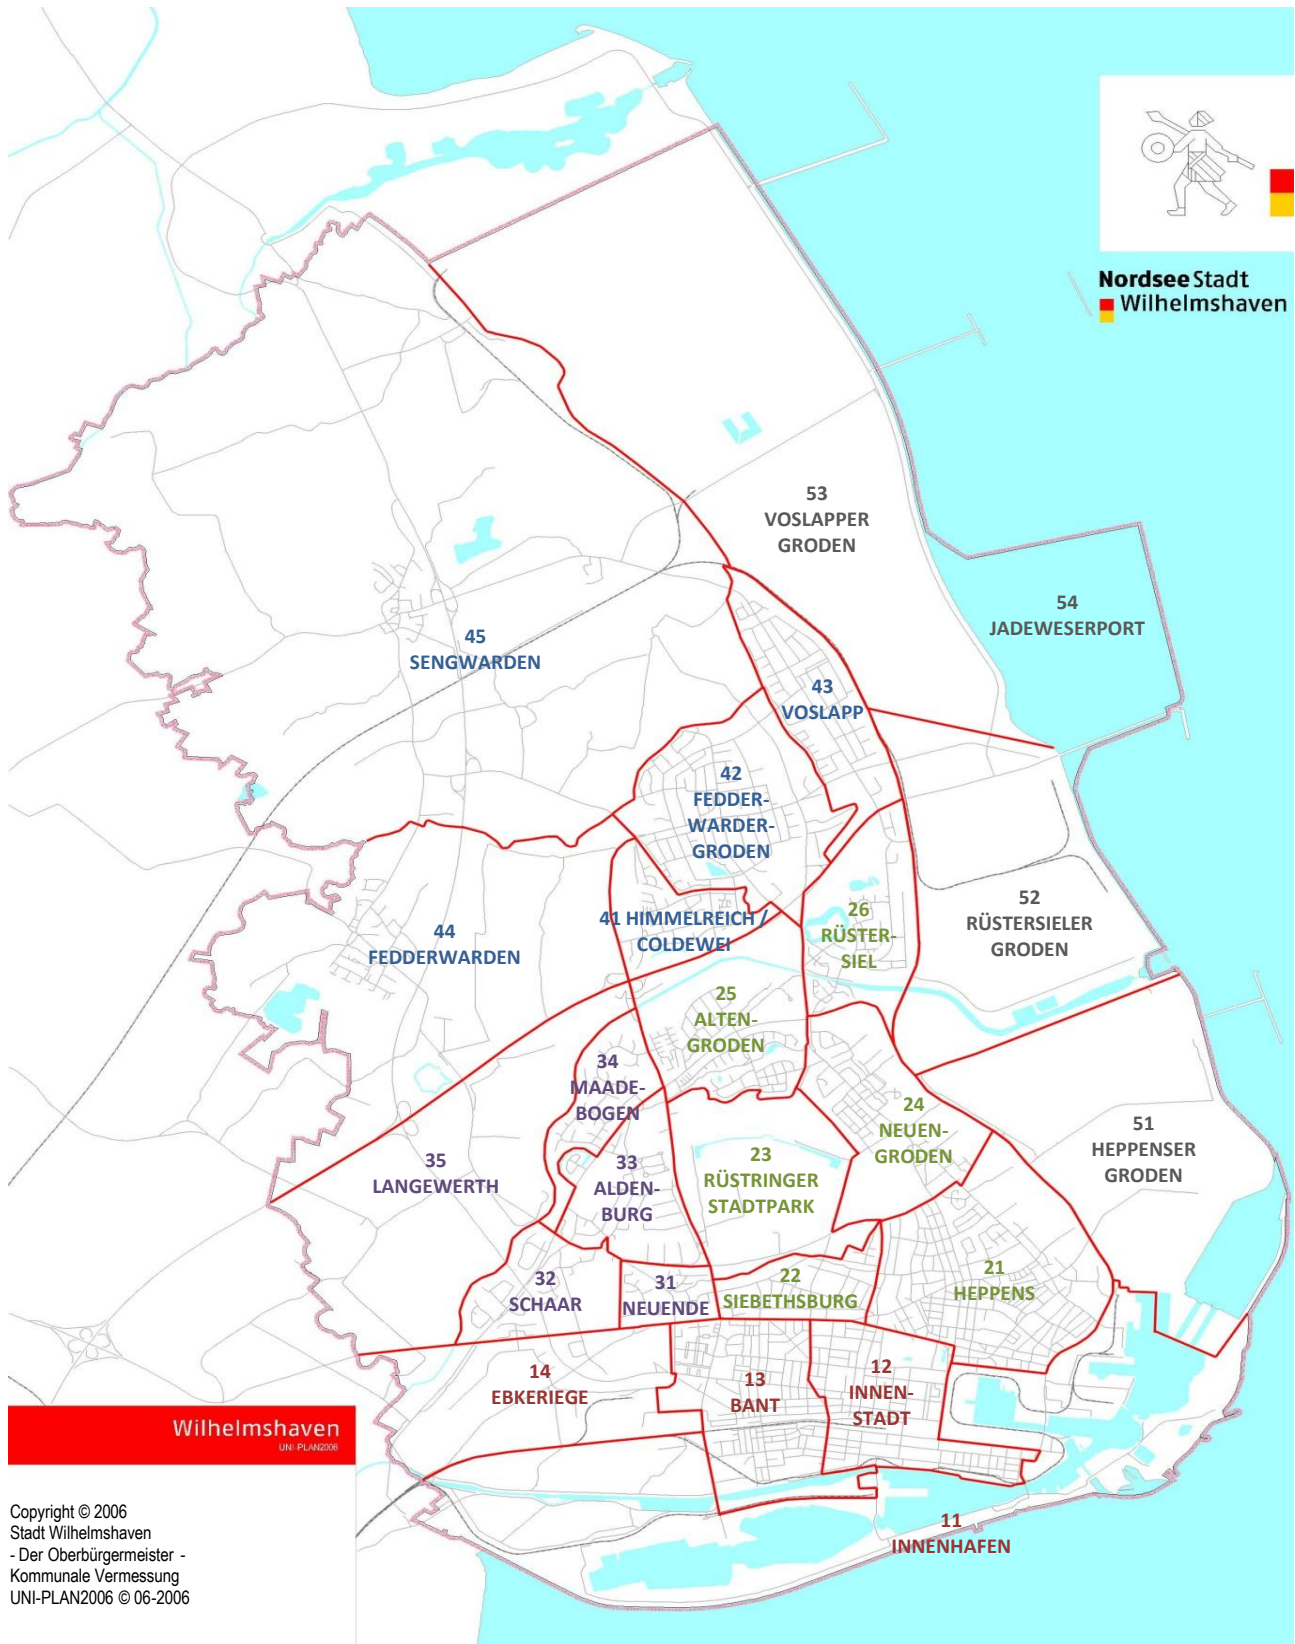 Nordsee Stadt
Wilhelmshaven
53
VOSLAPPER
GRODEN
54
JADEWESERPORT
45
SENGWARDEN
43
VOSLAPP
42
FEDDER-
WARDER-
GRODEN
41 HIMMELREICH /
COLDEWEI
26
RÜSTER-
SIEL
52
RÜSTERSIELER
GRODEN
44
FEDDERWARDEN
25
ALTEN-
GRODEN
34
MAADE-
BOGEN
24
NEUEN-
GRODEN
51
HEPPENSER
GRODEN
35
LANGEWERTH
33
ALDEN-
BURG
23
RÜSTRINGER
STADTPARK
32
SCHAAR
31
NEUENDE
22
SIEBETHSBURG
21
HEPPENS
14
EBKERIEGE
13
BANT
12
INNEN-
STADT
11
INNENHAFEN
Wilhelmshaven
UNI-PLAN2006
Copyright © 2006
Stadt Wilhelmshaven
- Der Oberbürgermeister -
Kommunale Vermessung
UNI-PLAN2006 © 06-2006